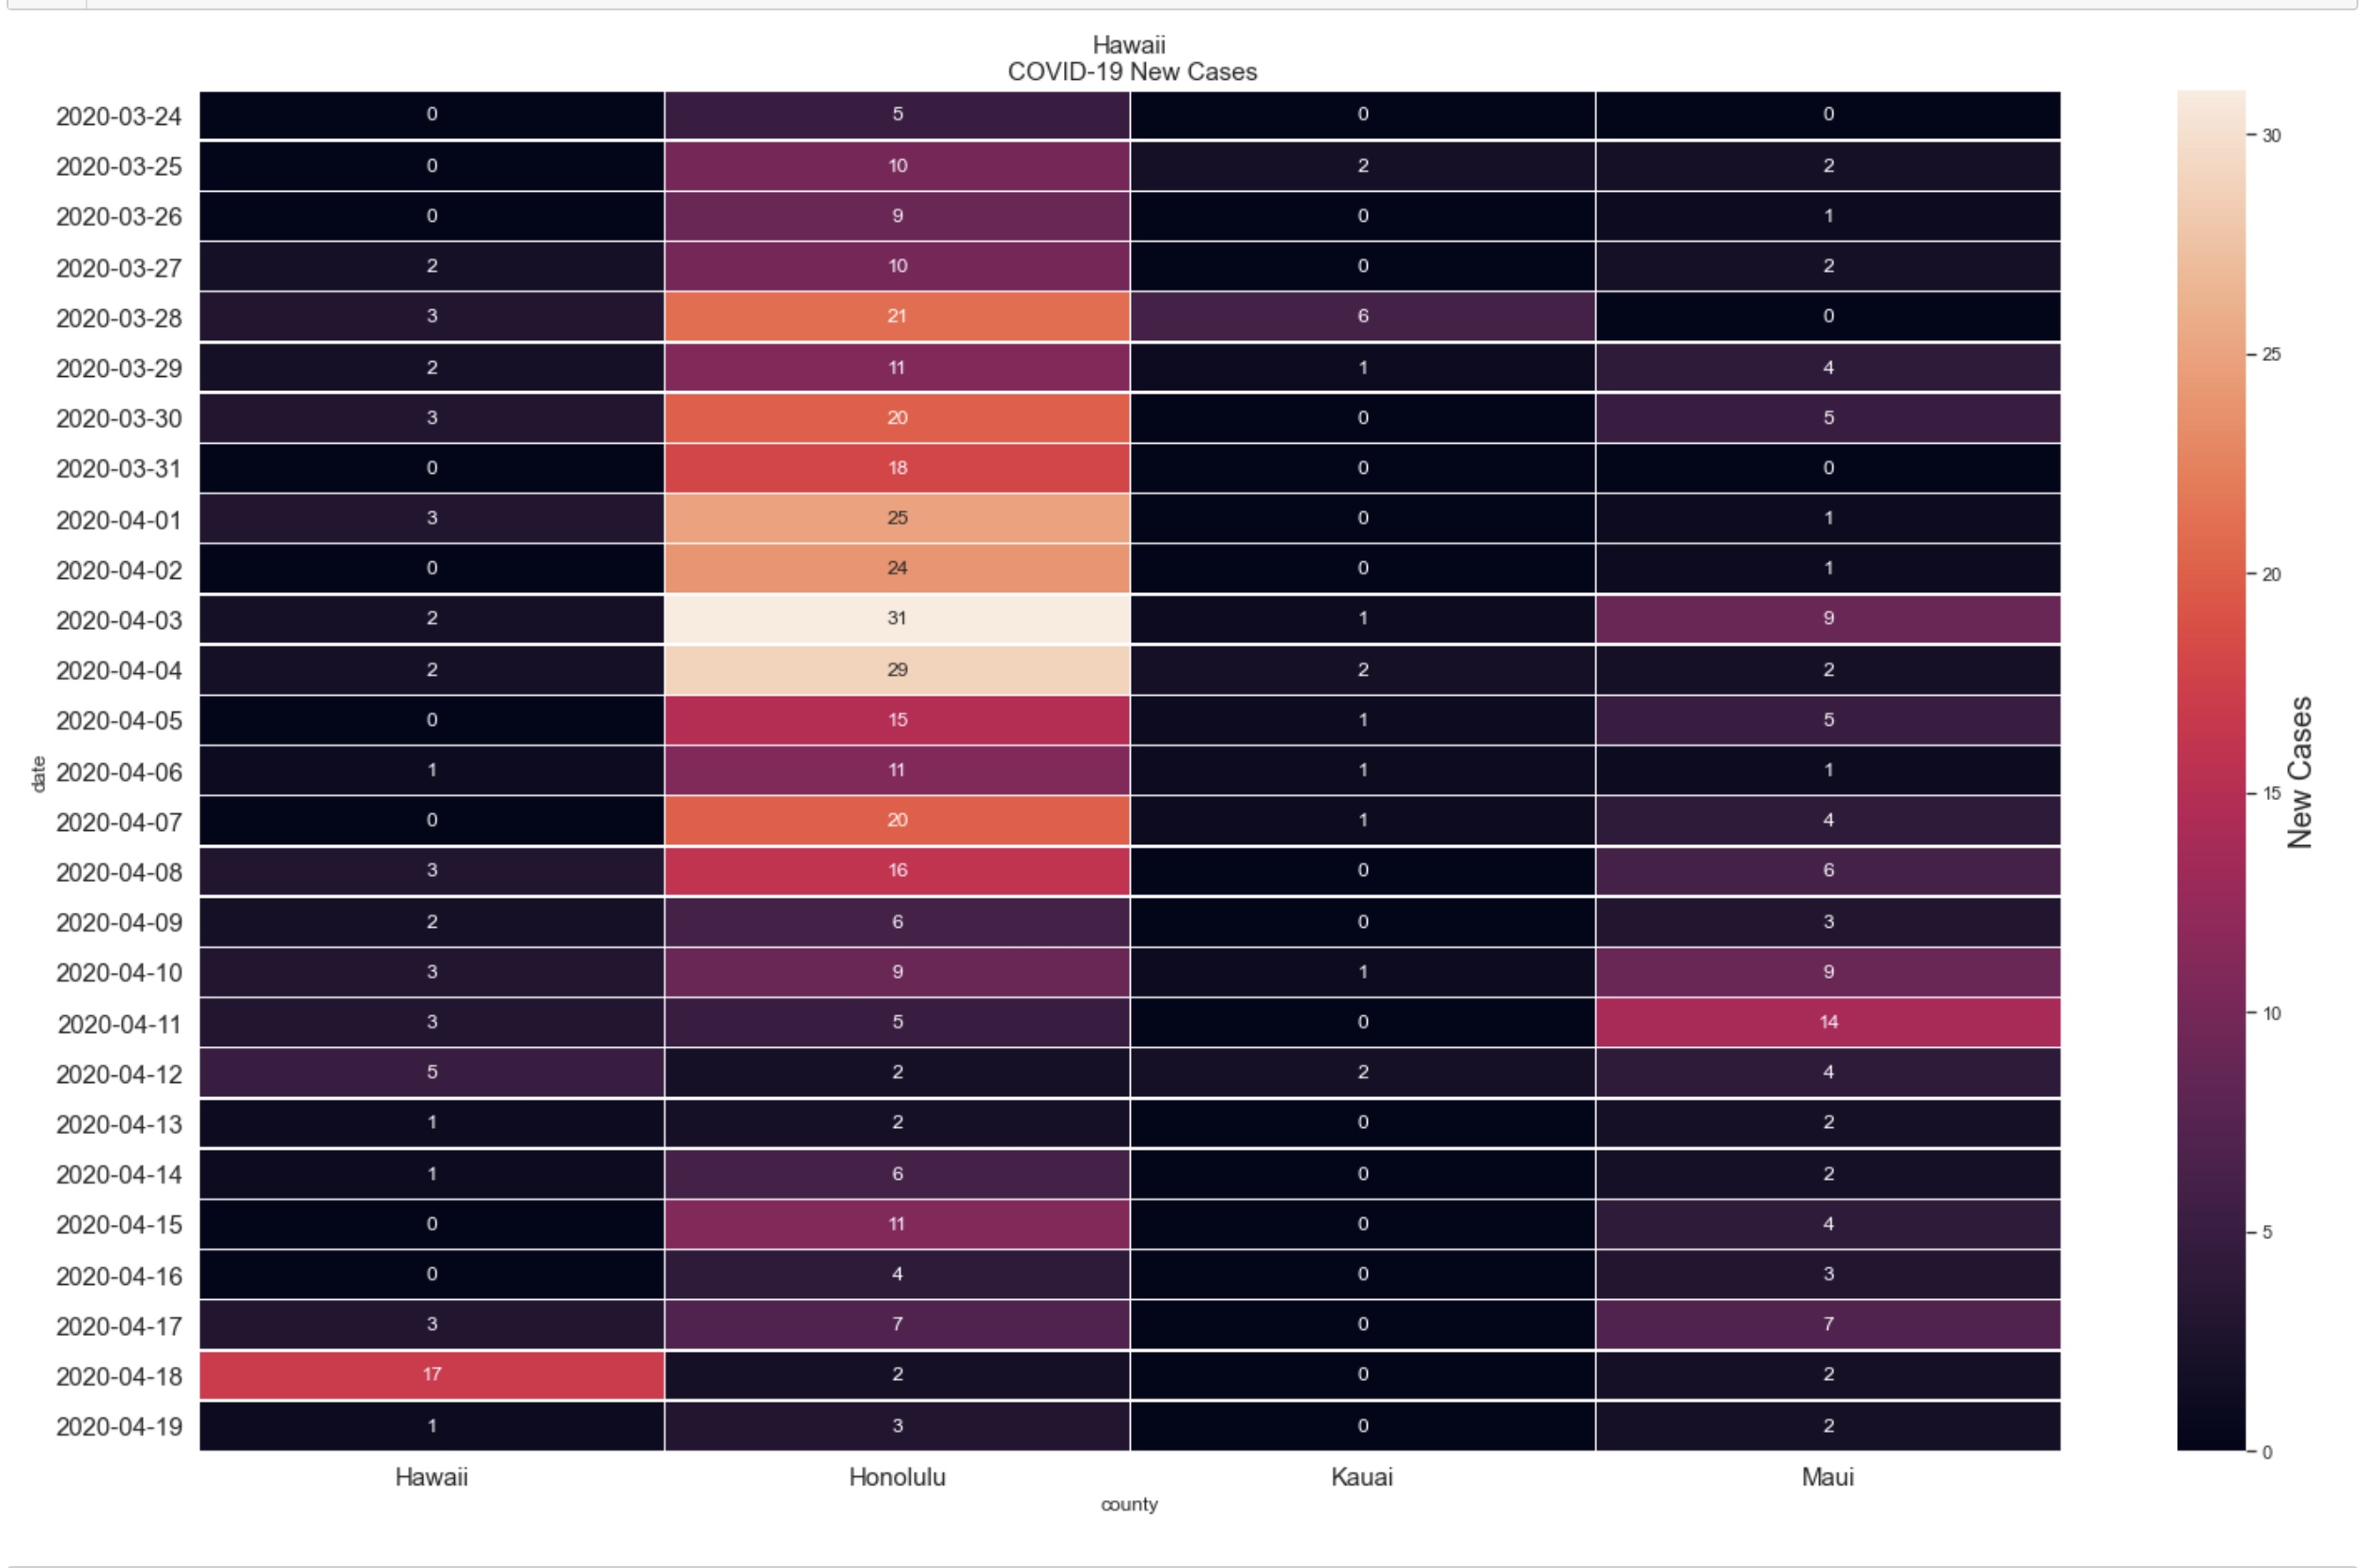 Hawaii
COVID-19 New Cases
2020-03-24 0 5 0 0
2020-03-25 0 10 2 2
2020-03-26 0 9 0 1
2020-03-27 2 10 0 2
2020-03-28 3 21 6 0
2020-03-29 2 11 1 4
2020-03-30 3 20 0 5
2020-03-31 0 18 0 0
2020-04-01 3 25 0 1
2020-04-02 0 24 0 1
2020-04-03 2 31 1 9
2020-04-04 2 29 2 2
2020-04-05 0 15 1 5
2020-04-06 1 11 1 1
2020-04-07 0 20 1 4
2020-04-08 3 16 0 6
2020-04-09 2 6 0 3
2020-04-10 3 9 1 9
2020-04-11 3 5 0 14
2020-04-12 5 2 2 4
2020-04-13 1 2 0 2
2020-04-14 1 6 0 2
2020-04-15 0 11 0 4
2020-04-16 0 4 0 3
2020-04-17 3 7 0 7
2020-04-18 17 2 0 2
2020-04-19 1 3 0 2
Hawaii Honolulu Kauai Maui
county
date
30
25
20
15
10
5
0
New Cases